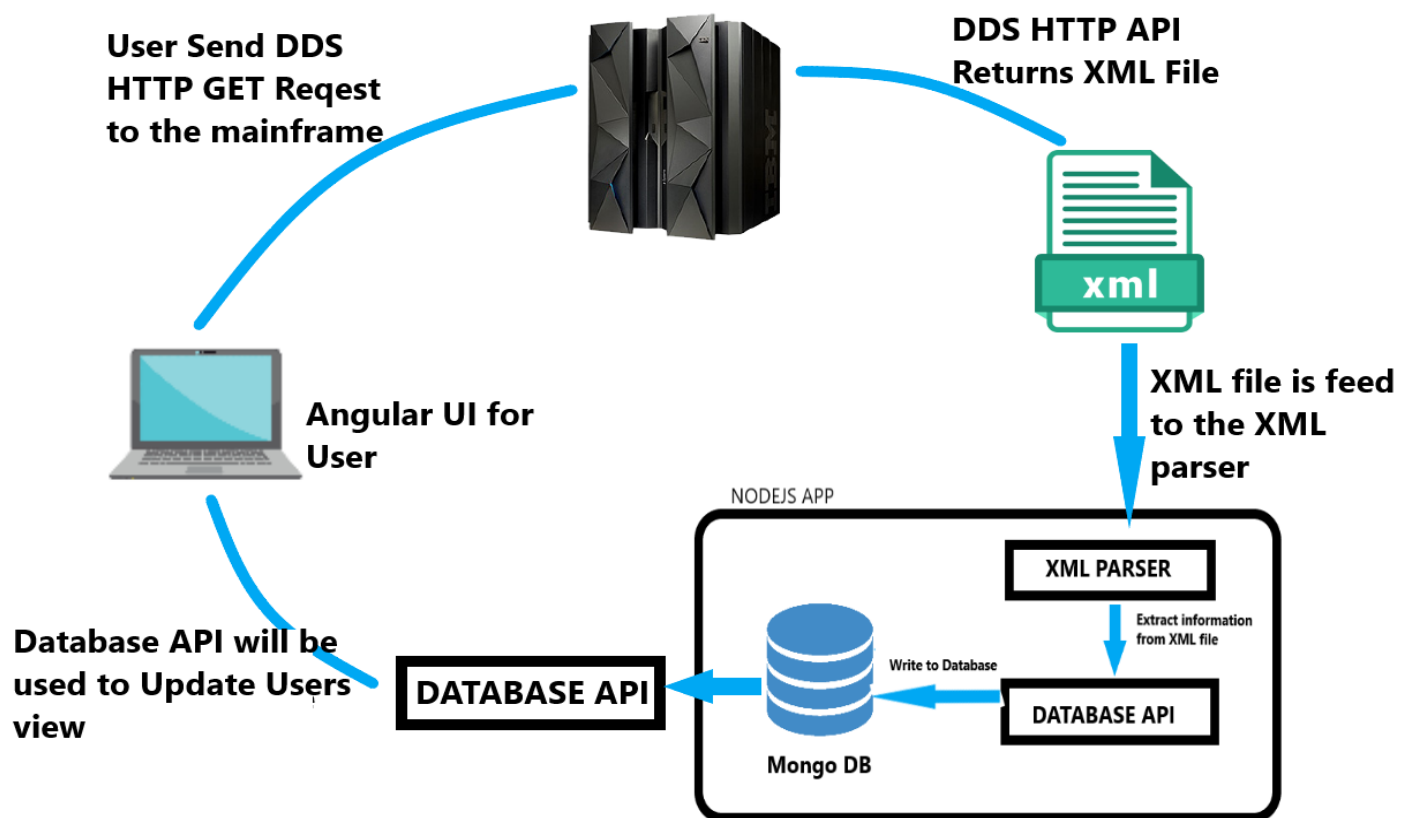 User Send DDS
HTTP GET Reqest
to the mainframe
IBM
DDS HTTP API
Returns XML File
xml
XML file is feed
to the XML
parser
Angular UI for
User
NODEJS APP
XML PARSER
Extract information
from XML file
Write to Database
DATABASE API
Mongo DB
DATABASE API
Database API will be
used to Update Users
view